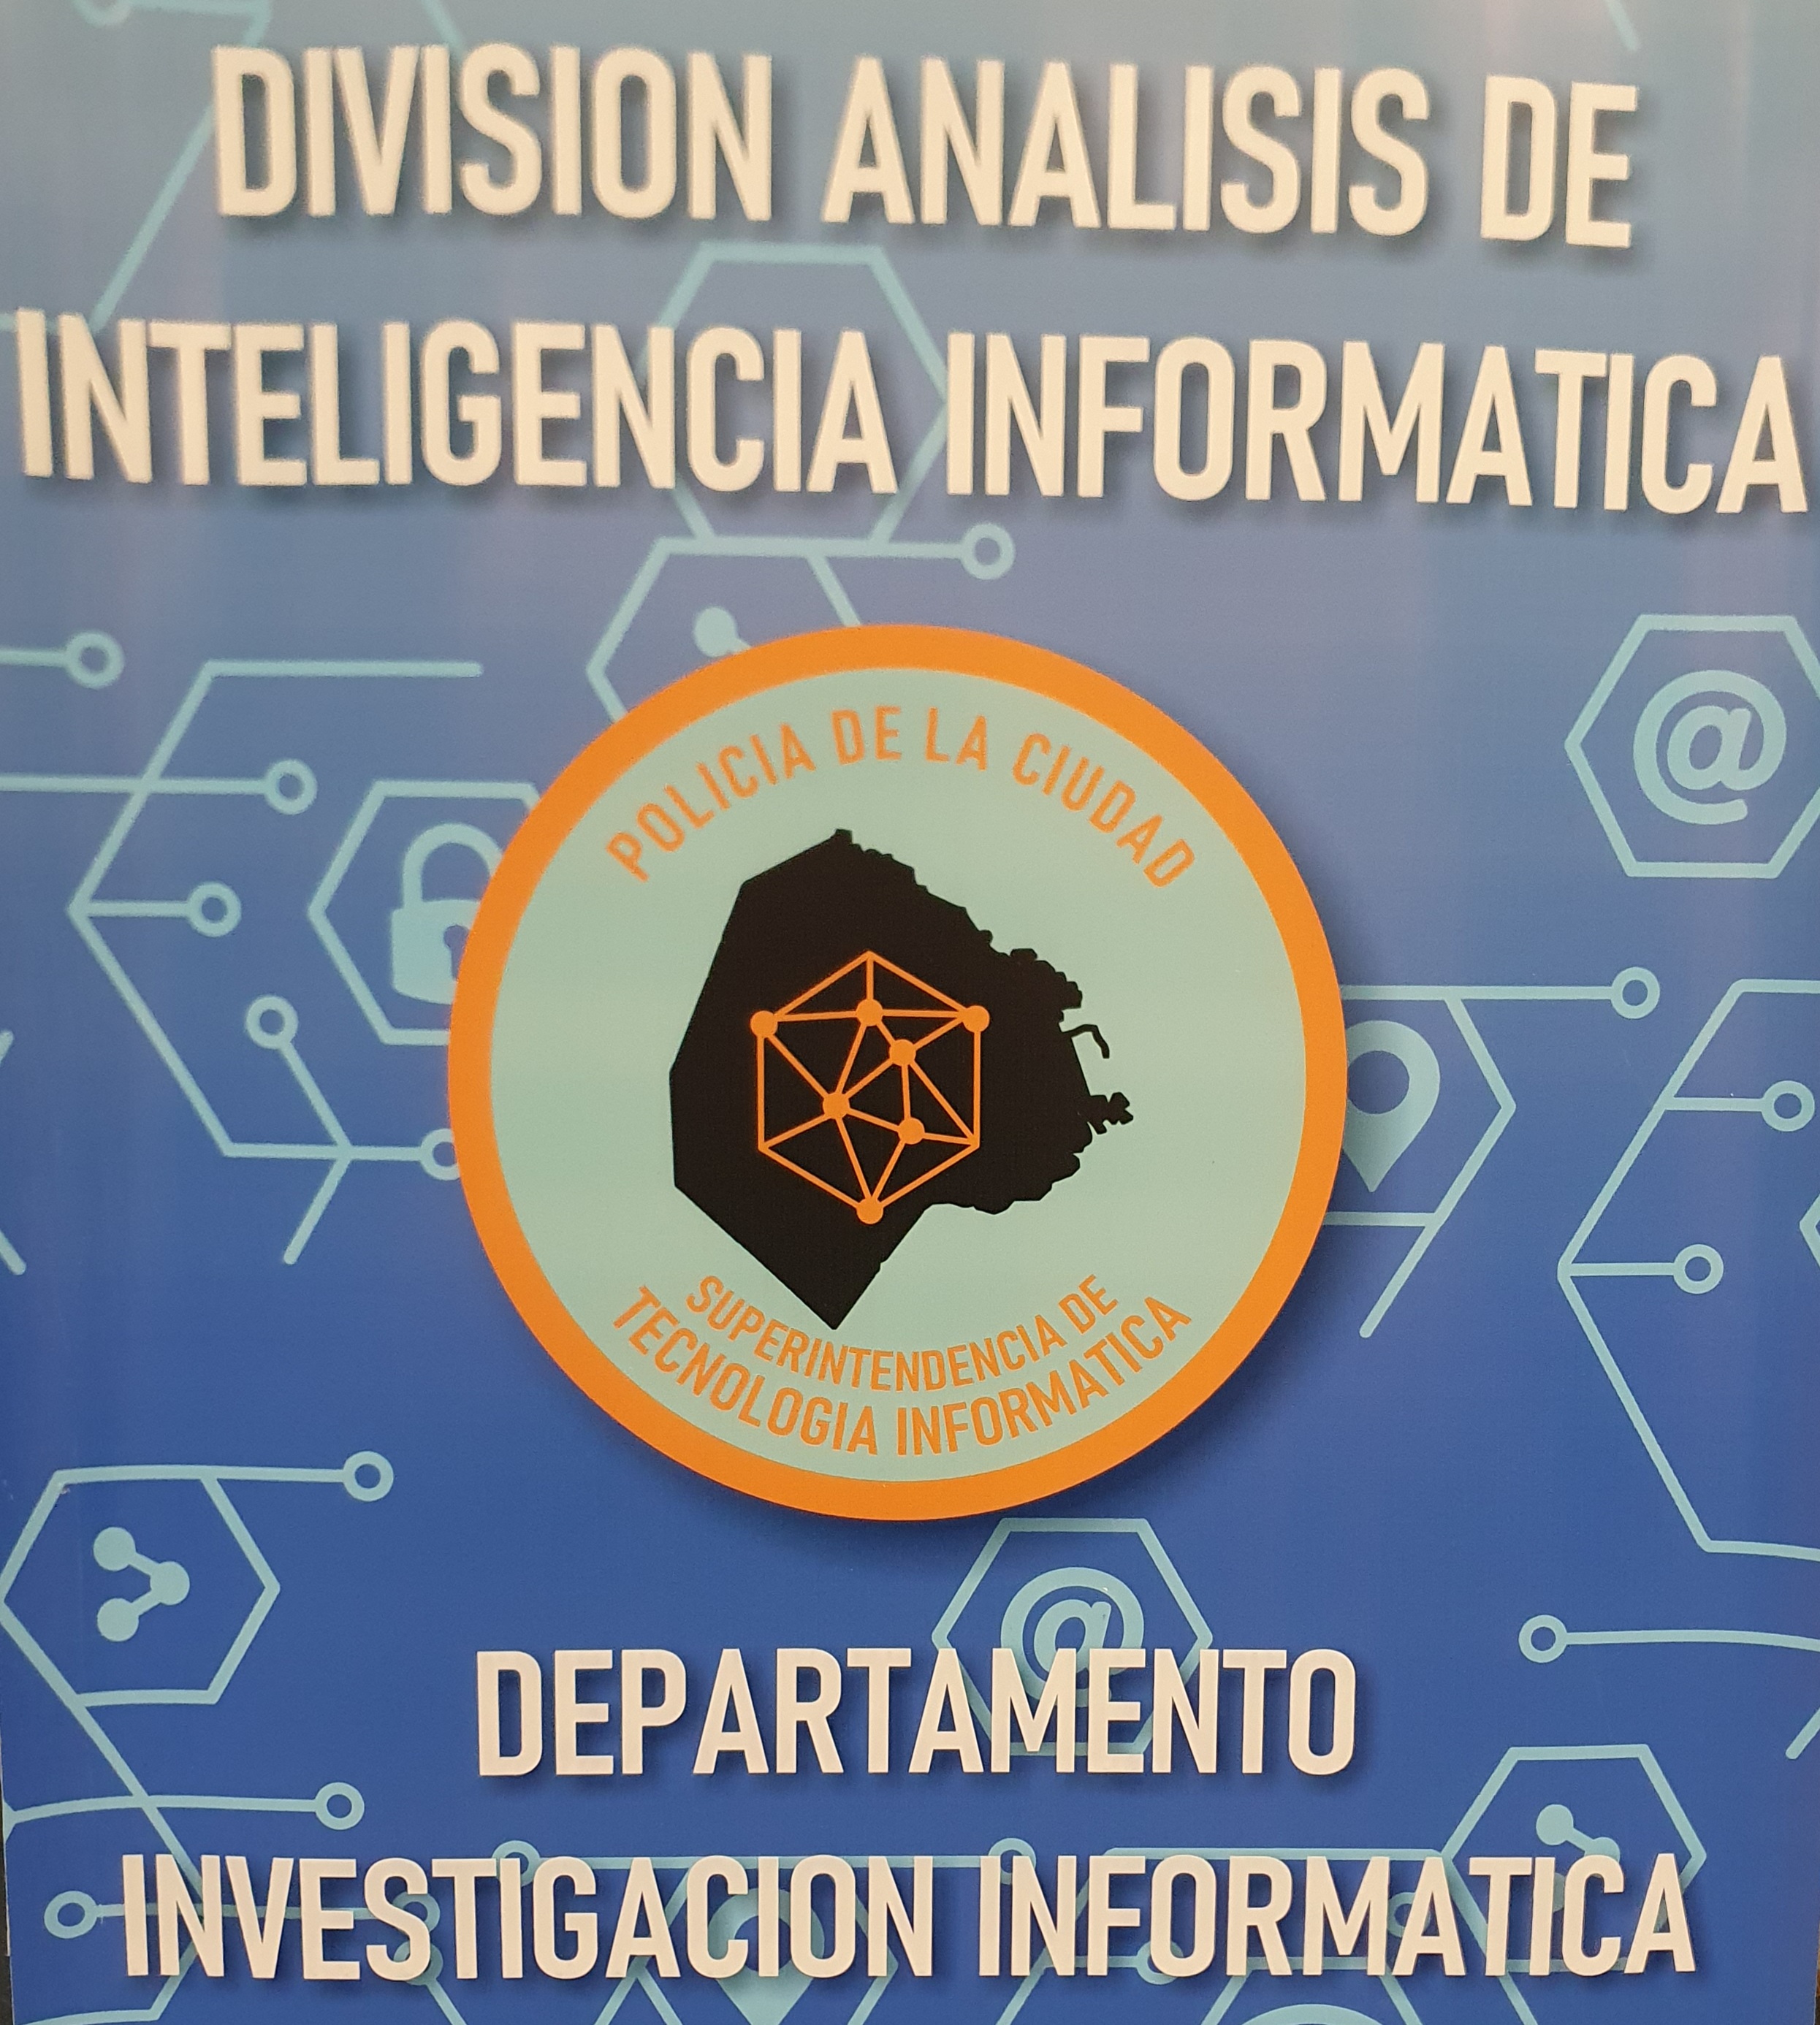 DIVISION ANALISIS DE
INTELIGENCIA INFORMATICA
POLICIA DE LA CIUDAD
SUPERINTENDENCIA DE
TECNOLOGIA INFORMATICA
@
@
DEPARTAMENTO
INVESTIGACION INFORMATICA